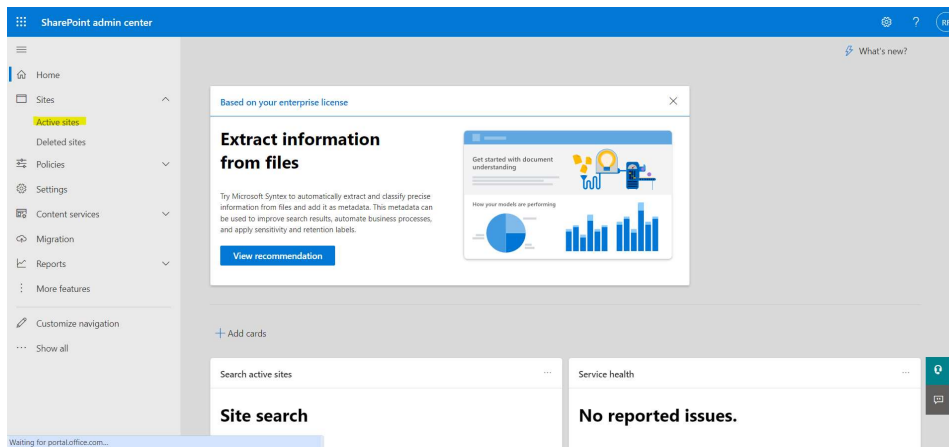 SharePoint admin center
?
RF
What's new?
Home
Sites
Active sites
Deleted sites
Policies
Settings
Content services
Migration
Reports
More features
Customize navigation
Show all
Based on your enterprise license
Extract information
from files
Try Microsoft Syntex to automatically extract and classify precise
information from files and add it as metadata. This metadata can
be used to improve search results, automate business processes,
and apply sensitivity and retention labels.
View recommendation
Get started with document
understanding
How your models are performing
Add cards
Search active sites
Site search
Service health
No reported issues.
Waiting for portal.office.com...